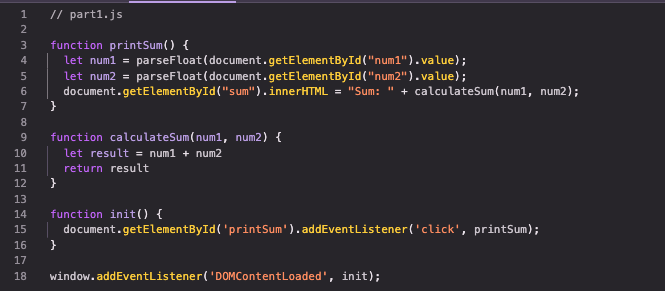 1 // part1.js
2
3 function printSum() {
4 let num1 = parseFloat(document.getElementById("num1").value);
5 let num2 = parseFloat(document.getElementById("num2").value);
6 document.getElementById("sum").innerHTML = "Sum: " + calculateSum(num1, num2);
7 }
8
9 function calculateSum(num1, num2) {
10 let result = num1 + num2
11 return result
12 }
13
14 function init() {
15 document.getElementById('printSum').addEventListener('click', printSum);
16 }
17
18 window.addEventListener('DOMContentLoaded', init);